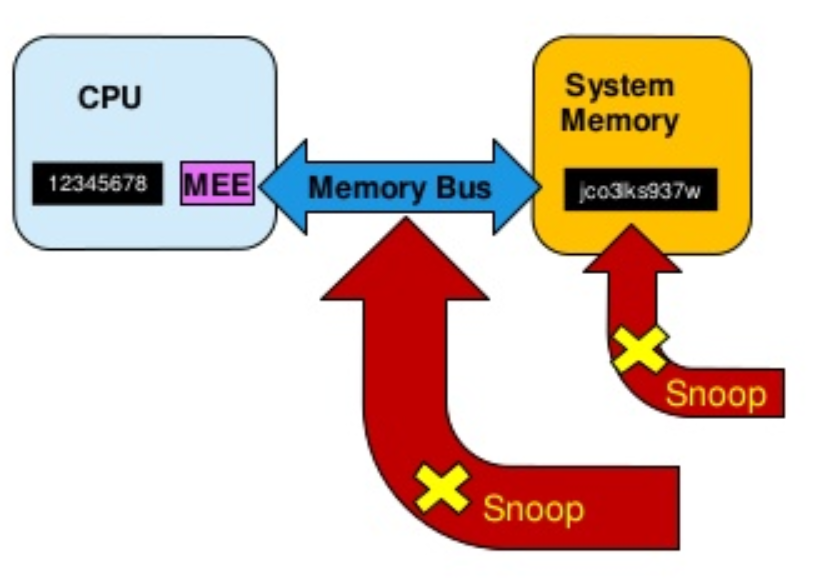 CPU
12345678
MEE
Memory Bus
System
Memory
jco3lks937w
Snoop
Snoop